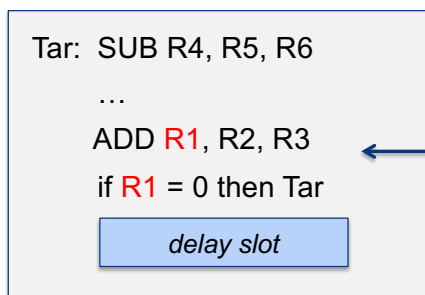 Tar: SUB R4, R5, R6
…
ADD R1, R2, R3
if R1 = 0 then Tar
delay slot